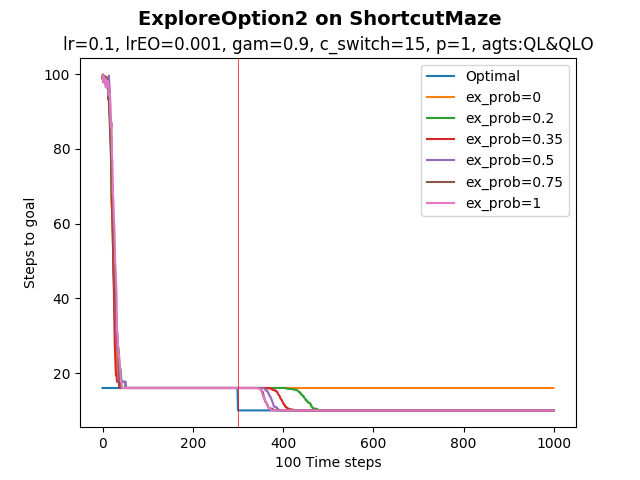 ExploreOption2 on ShortcutMaze
lr=0.1, lrEO=0.001, gam=0.9, c_switch=15, p=1, agts:QL&QLO
Steps to goal
100
80
60
40
20
Optimal
ex_prob=0
ex_prob=0.2
ex_prob=0.35
ex_prob=0.5
ex_prob=0.75
ex_prob=1
0 200 400 600 800 1000
100 Time steps